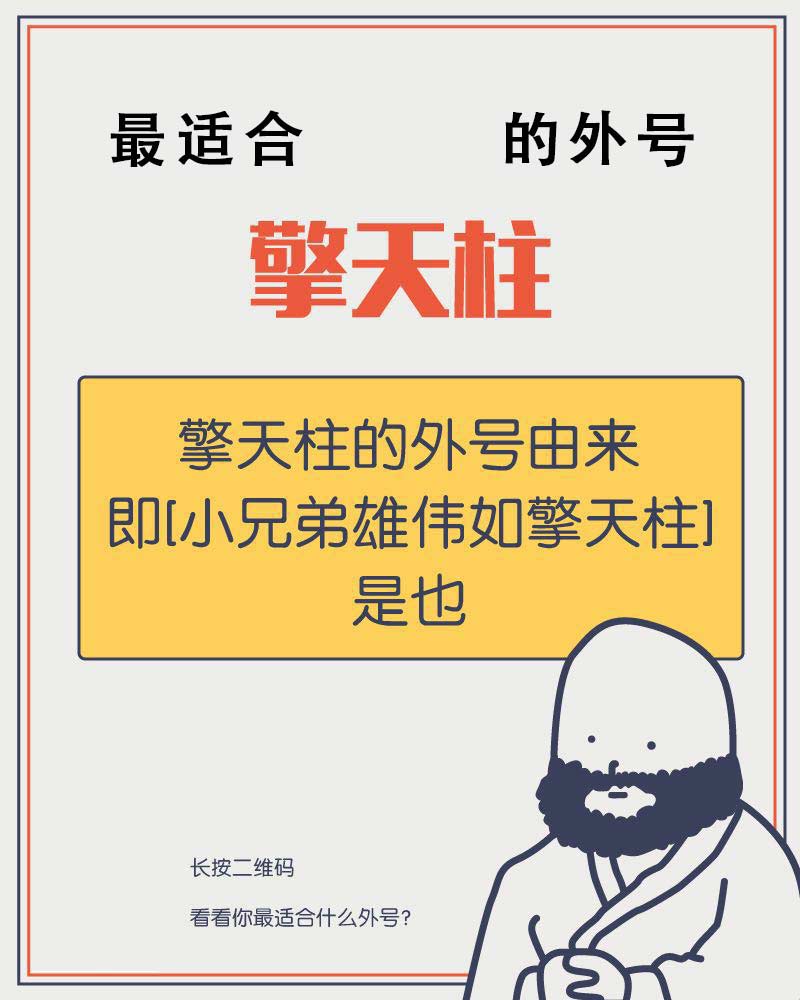 最适合 的外号
擎天柱
擎天柱的外号由来
即[小兄弟雄伟如擎天柱]
是也
长按二维码
看看你最适合什么外号?